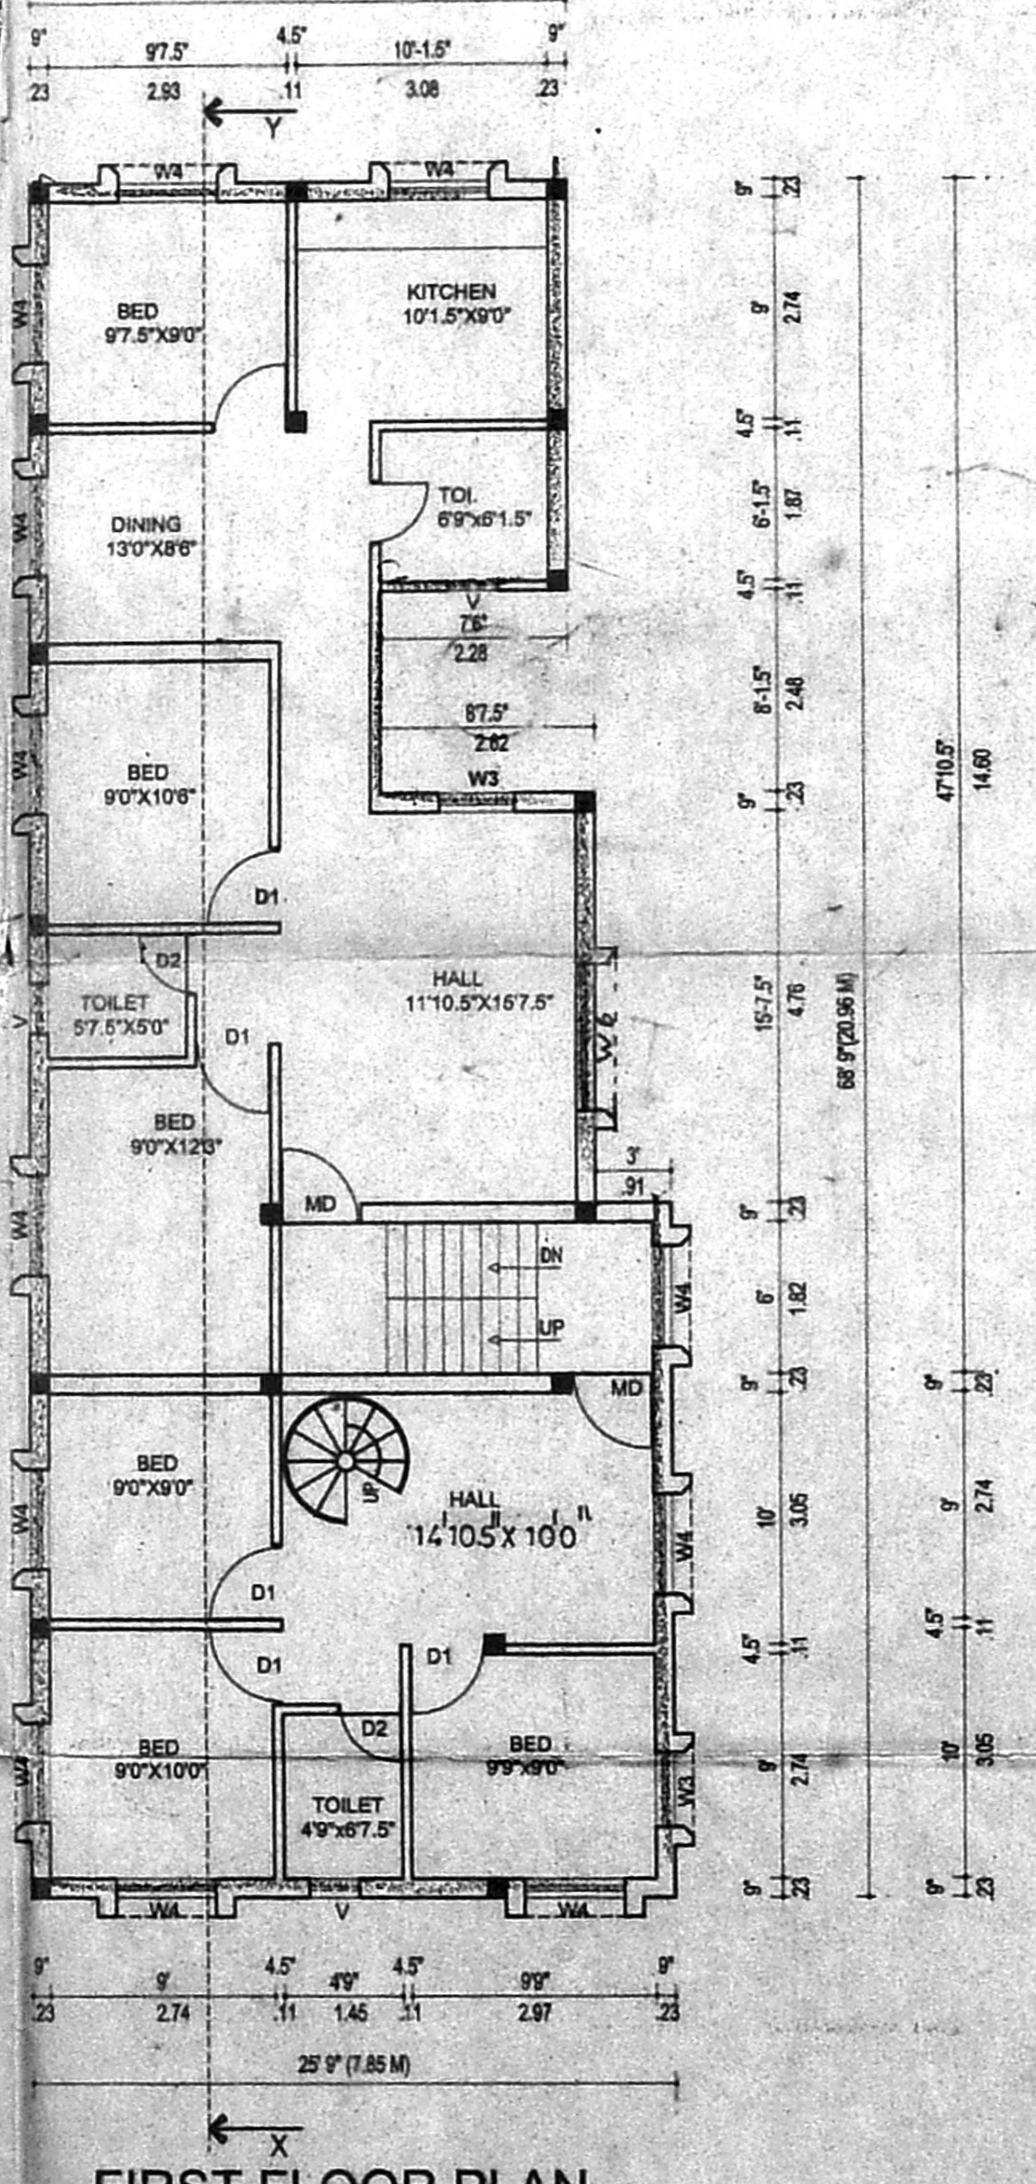 9" 9'7.5" 4.5" 10'-1.5" 9"
.23 2.93 .11 3.08 .23
Y
W4 W4
9" .23
BED
9'7.5"X9'0"
KITCHEN
10'1.5"X9'0"
W4
9' 2.74
4.5" .11
DINING
13'0"X8'6"
TOI.
6'9"x6'1.5"
W4
6'-1.5" 1.87
4.5" .11
V
7'6"
2.28
8'-1.5" 2.48
8'7.5"
2.62
W3
BED
9'0"X10'6"
W4
9" .23
47'10.5" 14.60
D1
D2
TOILET
5'7.5"X5'0"
V
D1
HALL
11'10.5"X15'7.5"
15'-7.5" 4.76
68' 9"(20.96 M)
BED
9'0"X12'3"
3'
.91
MD
9" .23
W4
DN
UP
W4
6' 1.82
MD
9" .23
9" .23
BED
9'0"X9'0"
UP
HALL
14'10.5"X 10'0"
W4
W4
10' 3.05
9' 2.74
D1
D1
D1
4.5" .11
4.5" .11
D2
BED
9'0"X10'0"
BED
9'9"x9'0"
TOILET
4'9"x6'7.5"
W4
W3
9' 2.74
10' 3.05
W4 V W4
9" .23
9" .23
9" 9' 4.5" 4'9" 4.5" 9'9" 9"
.23 2.74 .11 1.45 .11 2.97 .23
25' 9" (7.85 M)
X
FIRST FLOOR PLAN